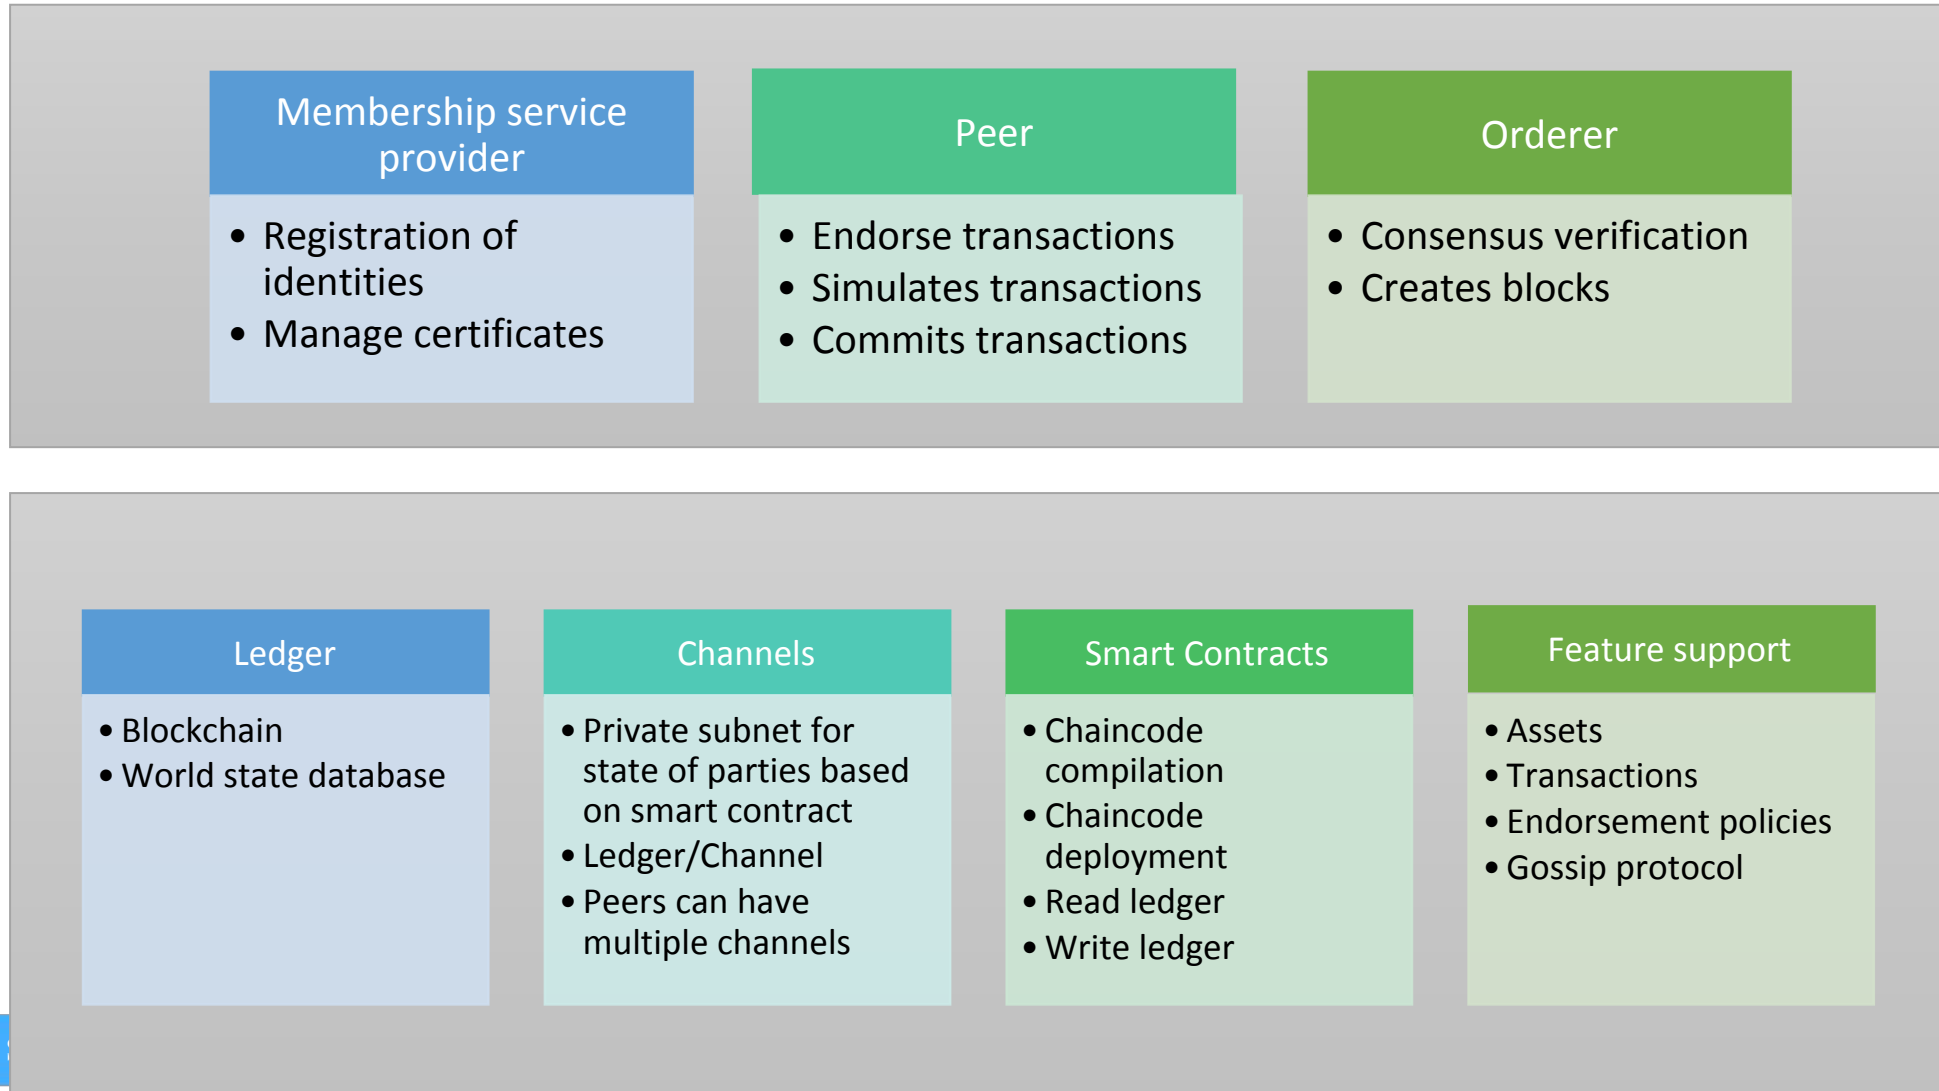 Membership service
provider
• Registration of
identities
• Manage certificates
Peer
• Endorse transactions
• Simulates transactions
• Commits transactions
Orderer
• Consensus verification
• Creates blocks
Ledger
• Blockchain
• World state database
Channels
• Private subnet for
state of parties based
on smart contract
• Ledger/Channel
• Peers can have
multiple channels
Smart Contracts
• Chaincode
compilation
• Chaincode
deployment
• Read ledger
• Write ledger
Feature support
• Assets
• Transactions
• Endorsement policies
• Gossip protocol